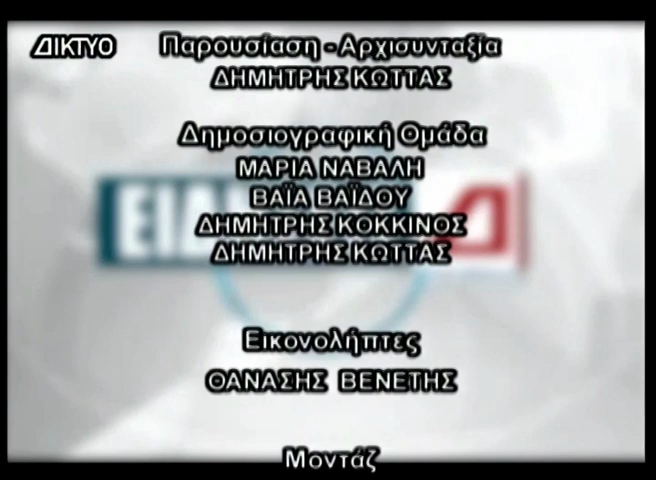 ΔΙΚΤΥΟ
Παρουσίαση - Αρχισυνταξία
ΔΗΜΗΤΡΗΣ ΚΩΤΤΑΣ
Δημοσιογραφική Ομάδα
ΜΑΡΙΑ ΝΑΒΑΛΗ
ΒΑΪΑ ΒΑΪΔΟΥ
ΔΗΜΗΤΡΗΣ ΚΟΚΚΙΝΟΣ
ΔΗΜΗΤΡΗΣ ΚΩΤΤΑΣ
Εικονολήπτες
ΘΑΝΑΣΗΣ ΒΕΝΕΤΗΣ
Μοντάζ